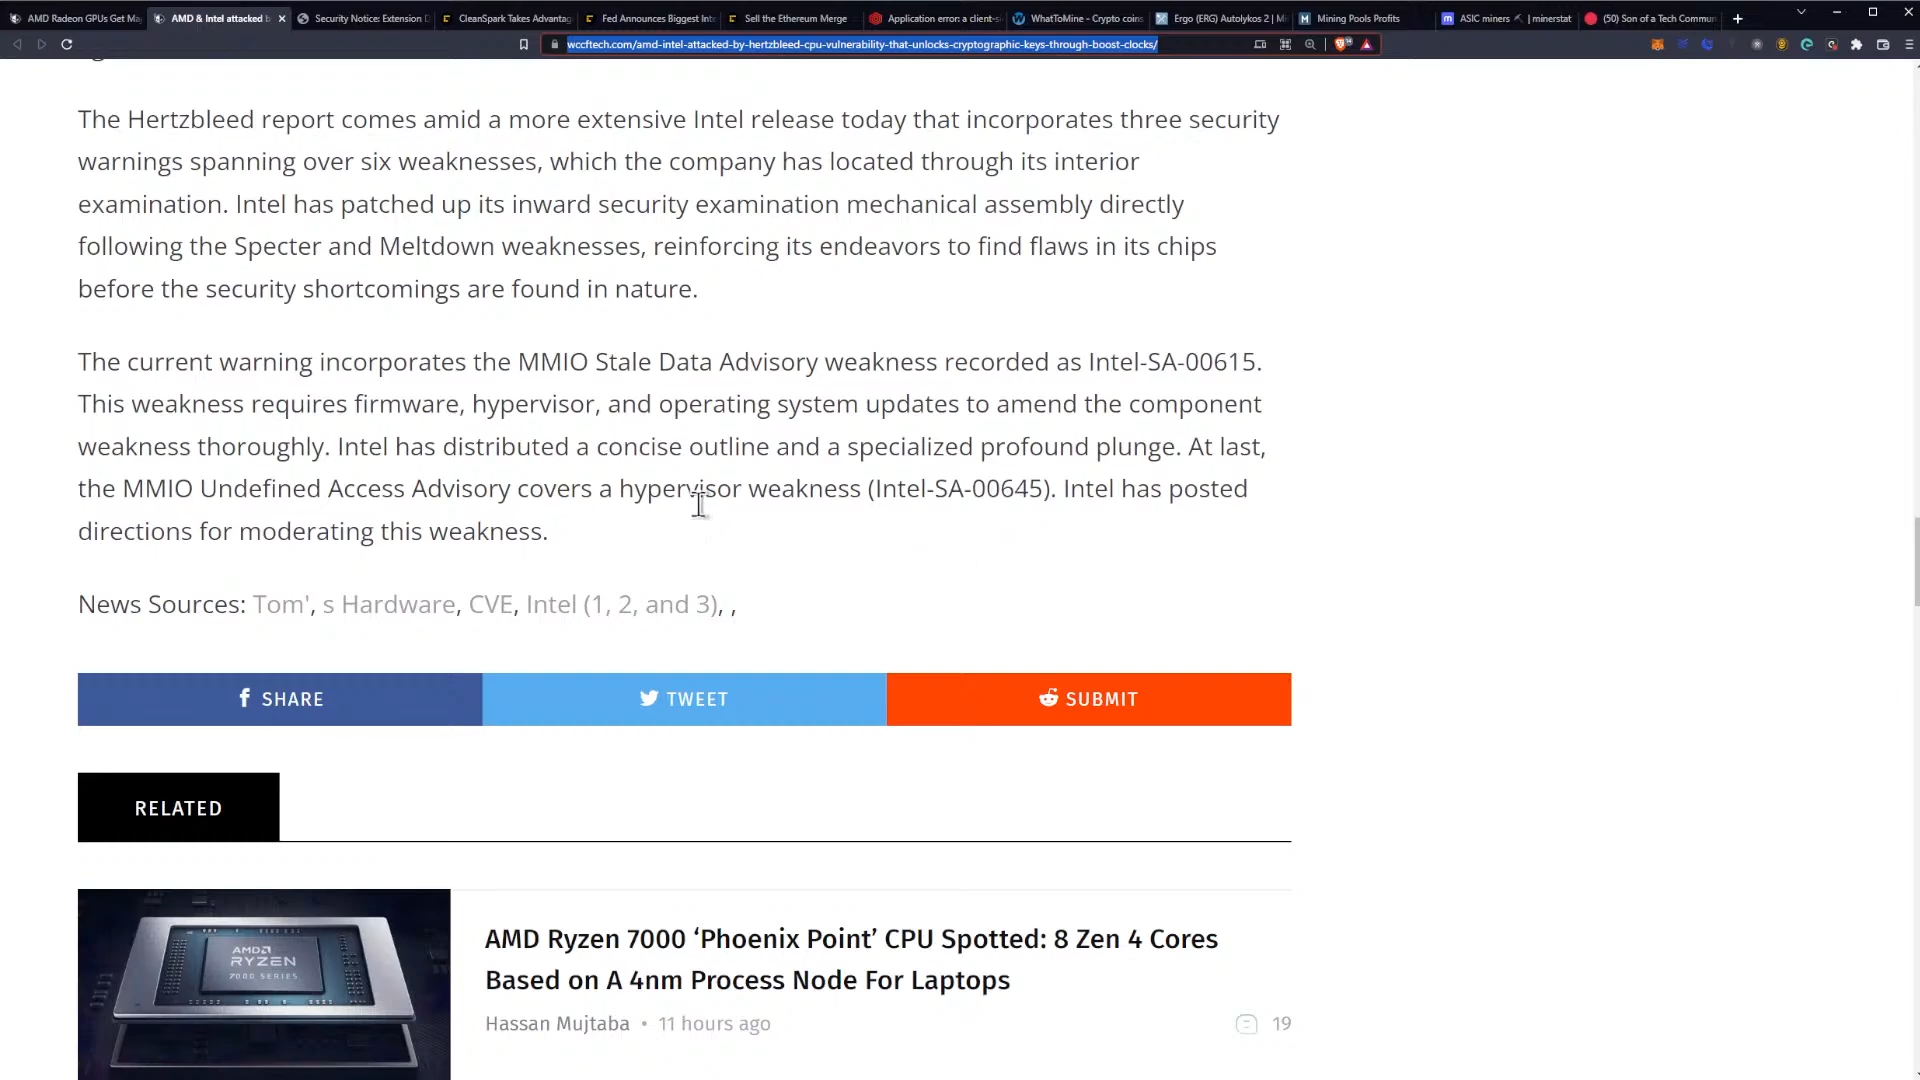 AMD Radeon GPUs Get Ma
AMD & Intel attacked b
Security Notice: Extension D
CleanSpark Takes Advantag
Fed Announces Biggest Inte
Sell the Ethereum Merge
Application error: a client-s
WhatToMine - Crypto coins
Ergo (ERG) Autolykos 2 | Mi
Mining Pools Profits
ASIC miners ⛏ | minerstat
(50) Son of a Tech Commun
wccftech.com/amd-intel-attacked-by-hertzbleed-cpu-vulnerability-that-unlocks-cryptographic-keys-through-boost-clocks/
The Hertzbleed report comes amid a more extensive Intel release today that incorporates three security
warnings spanning over six weaknesses, which the company has located through its interior
examination. Intel has patched up its inward security examination mechanical assembly directly
following the Specter and Meltdown weaknesses, reinforcing its endeavors to find flaws in its chips
before the security shortcomings are found in nature.
The current warning incorporates the MMIO Stale Data Advisory weakness recorded as Intel-SA-00615.
This weakness requires firmware, hypervisor, and operating system updates to amend the component
weakness thoroughly. Intel has distributed a concise outline and a specialized profound plunge. At last,
the MMIO Undefined Access Advisory covers a hypervisor weakness (Intel-SA-00645). Intel has posted
directions for moderating this weakness.
News Sources: Tom', s Hardware, CVE, Intel (1, 2, and 3), ,
SHARE
TWEET
SUBMIT
RELATED
AMD
RYZEN
7000 SERIES
AMD Ryzen 7000 ‘Phoenix Point’ CPU Spotted: 8 Zen 4 Cores
Based on A 4nm Process Node For Laptops
Hassan Mujtaba • 11 hours ago
19